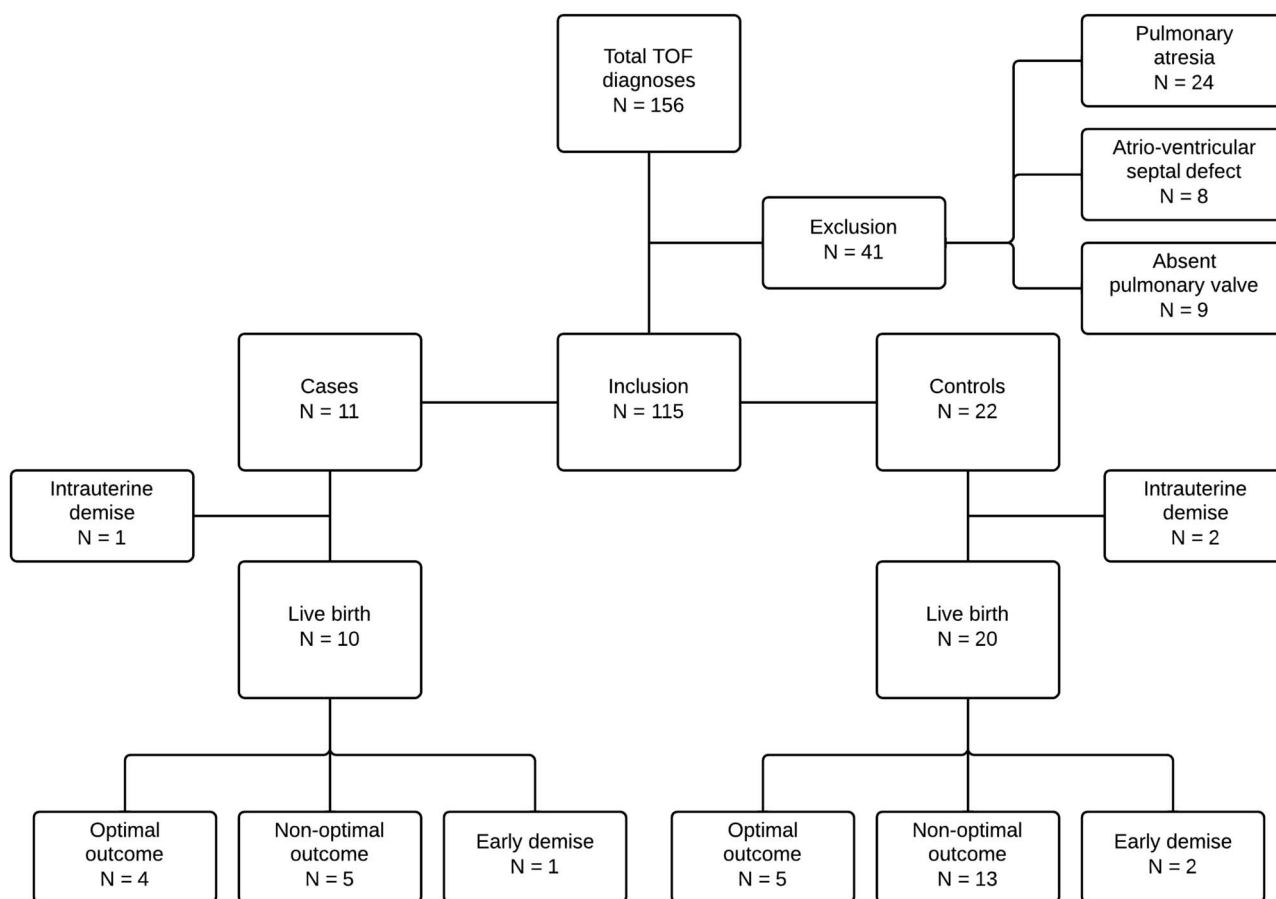 Total TOF
diagnoses
N = 156
Pulmonary
atresia
N = 24
Atrio-ventricular
septal defect
N = 8
Exclusion
N = 41
Absent
pulmonary valve
N = 9
Cases
N = 11
Inclusion
N = 115
Controls
N = 22
Intrauterine
demise
N = 1
Intrauterine
demise
N = 2
Live birth
N = 10
Live birth
N = 20
Optimal
outcome
N = 4
Non-optimal
outcome
N = 5
Early demise
N = 1
Optimal
outcome
N = 5
Non-optimal
outcome
N = 13
Early demise
N = 2